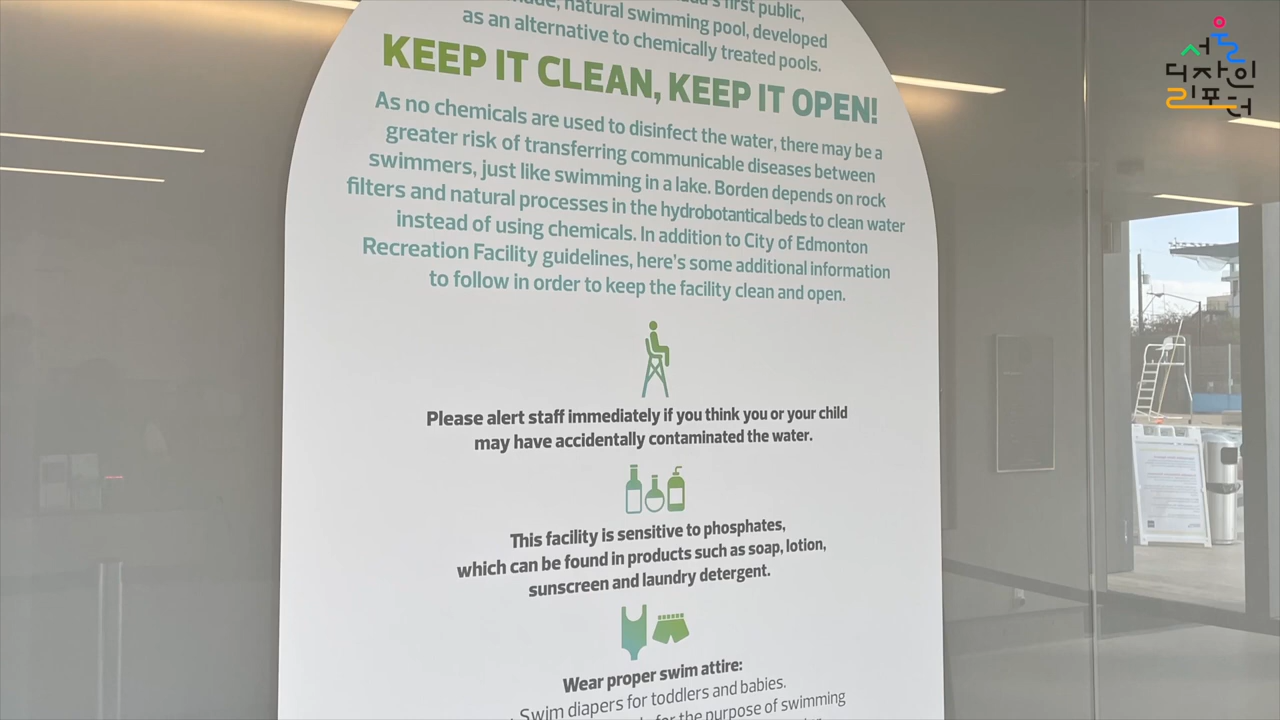 natural swimming pool, developed
as an alternative to chemically treated pools.
KEEP IT CLEAN, KEEP IT OPEN!
As no chemicals are used to disinfect the water, there may be a
greater risk of transferring communicable diseases between
swimmers, just like swimming in a lake. Borden depends on rock
filters and natural processes in the hydrobotanical beds to clean water
instead of using chemicals. In addition to City of Edmonton
Recreation Facility guidelines, here's some additional information
to follow in order to keep the facility clean and open.
Please alert staff immediately if you think you or your child
may have accidentally contaminated the water.
This facility is sensitive to phosphates,
which can be found in products such as soap, lotion,
sunscreen and laundry detergent.
Wear proper swim attire:
Swim diapers for toddlers and babies.
for the purpose of swimming
서울
디자인
리포터